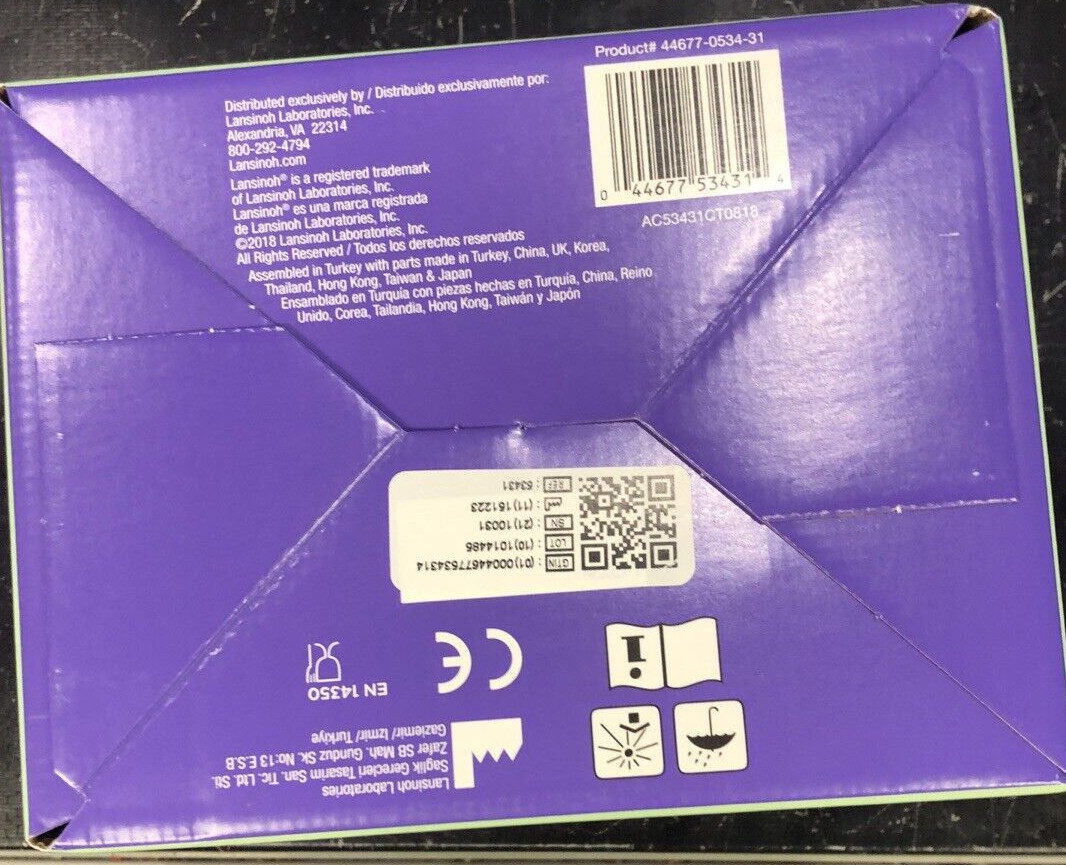 Product# 44677-0534-31
Distributed exclusively by / Distribuido exclusivamente por:
Lansinoh Laboratories, Inc.
Alexandria, VA 22314
800-292-4794
Lansinoh.com
Lansinoh® is a registered trademark
of Lansinoh Laboratories, Inc.
Lansinoh® es una marca registrada
de Lansinoh Laboratories, Inc.
©2018 Lansinoh Laboratories, Inc.
All Rights Reserved / Todos los derechos reservados
Assembled in Turkey with parts made in Turkey, China, UK, Korea,
Thailand, Hong Kong, Taiwan & Japan
Ensamblado en Turquía con piezas hechas en Turquía, China, Reino
Unido, Corea, Tailandia, Hong Kong, Taiwán y Japón
0 44677 53431 4
AC53431CT0818
GTIN : (01)00044677534314
LOT : (10)1014486
SN : (21)10031
: (11)161223
REF : 53431
i
CE
EN 14350
Lansinoh Laboratories
Saglik Gerecleri Tasarim San. Tic. Ltd. Sti.
Zafer SB Mah. Gunduz Sk. No:13 E.S.B
Gaziemir/ Izmir/ Turkiye